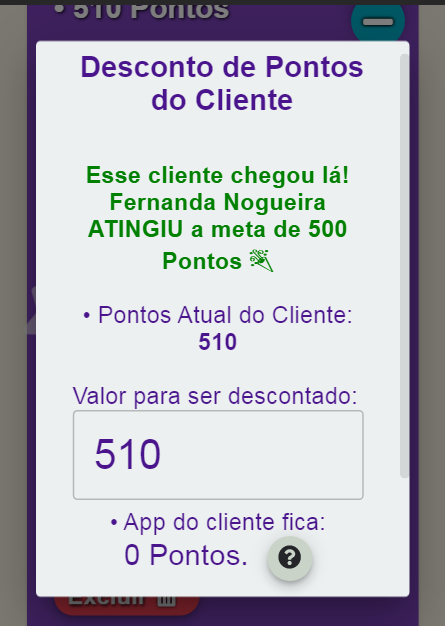 • 510 Pontos
Desconto de Pontos
do Cliente
Esse cliente chegou lá!
Fernanda Nogueira
ATINGIU a meta de 500
Pontos 🎉
• Pontos Atual do Cliente:
510
Valor para ser descontado:
510
• App do cliente fica:
0 Pontos. ?
Excluir